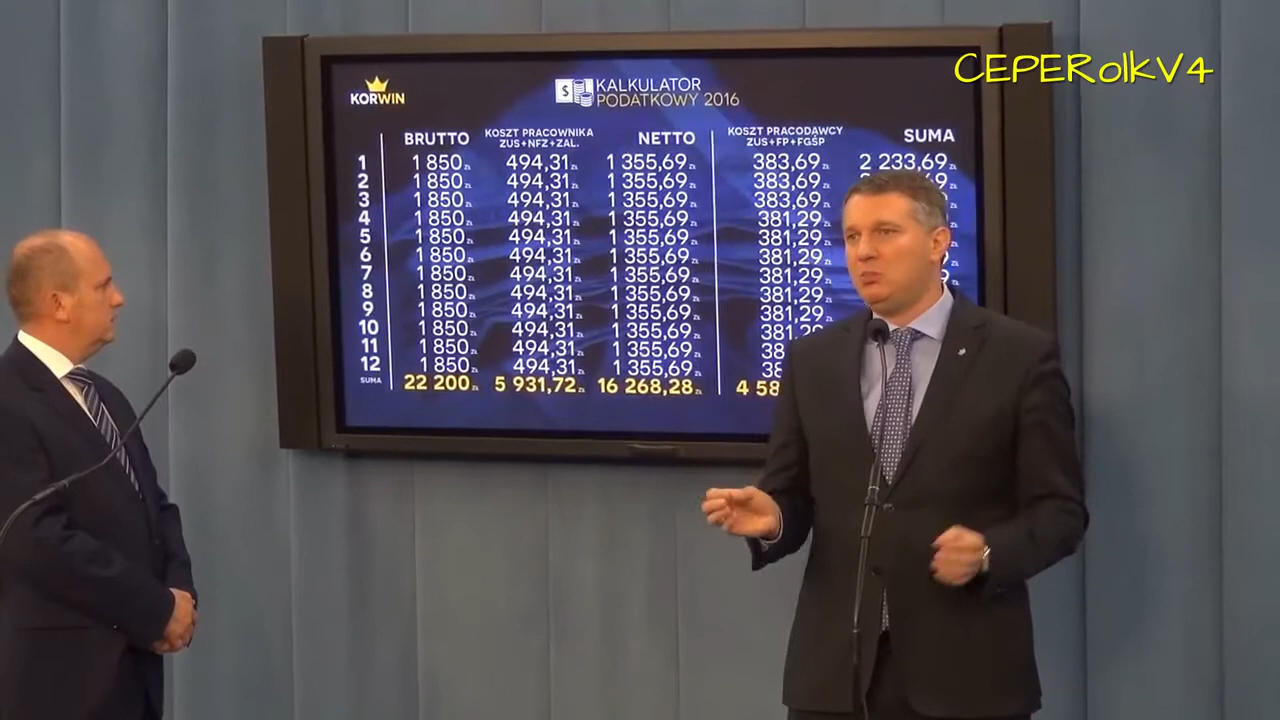 CEPERolkV4
KORWIN
KALKULATOR
PODATKOWY 2016
BRUTTO KOSZT PRACOWNIKA ZUS+NFZ+ZAL. NETTO KOSZT PRACODAWCY ZUS+FP+FGŚP SUMA
1 1 850 zł 494,31 zł 1 355,69 zł 383,69 zł 2 233,69 zł
2 1 850 zł 494,31 zł 1 355,69 zł 383,69 zł
3 1 850 zł 494,31 zł 1 355,69 zł 383,69 zł
4 1 850 zł 494,31 zł 1 355,69 zł 381,29 zł
5 1 850 zł 494,31 zł 1 355,69 zł 381,29 zł
6 1 850 zł 494,31 zł 1 355,69 zł 381,29 zł
7 1 850 zł 494,31 zł 1 355,69 zł 381,29 zł
8 1 850 zł 494,31 zł 1 355,69 zł 381,29 zł
9 1 850 zł 494,31 zł 1 355,69 zł 381,29 zł
10 1 850 zł 494,31 zł 1 355,69 zł 381,29
11 1 850 zł 494,31 zł 1 355,69 zł 38
12 1 850 zł 494,31 zł 1 355,69 zł 38
SUMA 22 200 zł 5 931,72 zł 16 268,28 zł 4 58